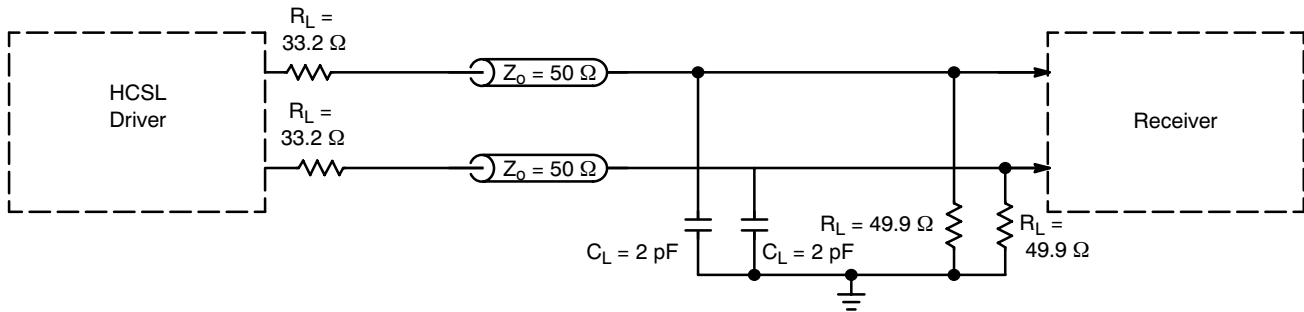 R_L =
33.2 Ω
HCSL
Driver
Z_o = 50 Ω
R_L =
33.2 Ω
Z_o = 50 Ω
Receiver
C_L = 2 pF
C_L = 2 pF
R_L = 49.9 Ω
R_L =
49.9 Ω